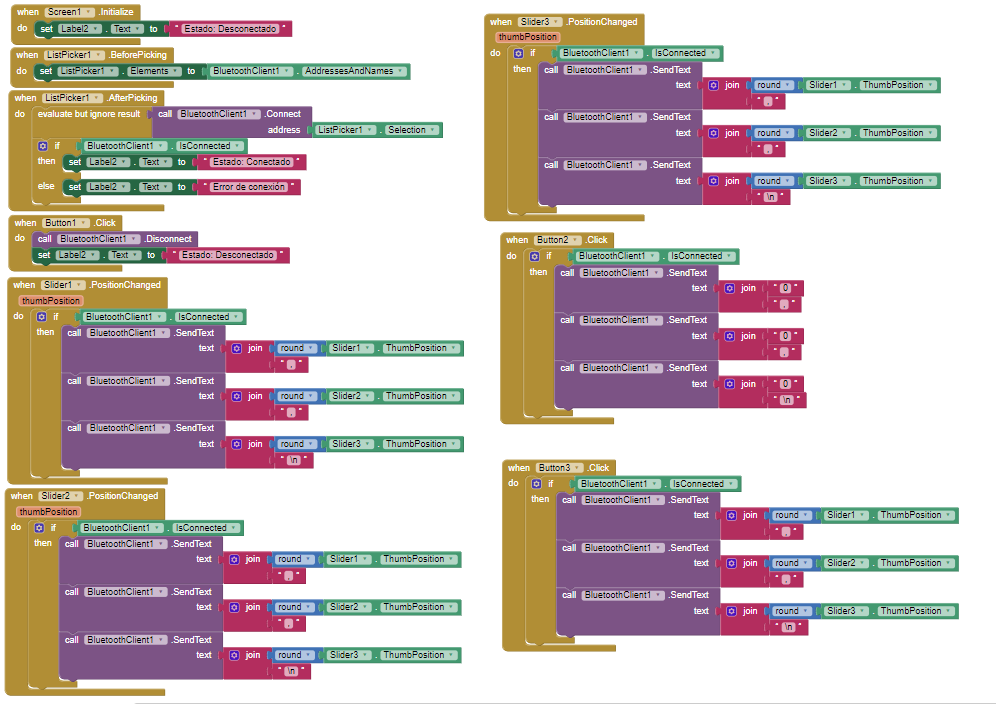 when Screen1 .Initialize
do set Label2 . Text to " Estado: Desconectado "
when ListPicker1 .BeforePicking
do set ListPicker1 . Elements to BluetoothClient1 . AddressesAndNames
when ListPicker1 .AfterPicking
do evaluate but ignore result call BluetoothClient1 .Connect
address ListPicker1 . Selection
if BluetoothClient1 . IsConnected
then set Label2 . Text to " Estado: Conectado "
else set Label2 . Text to " Error de conexión "
when Button1 .Click
do call BluetoothClient1 .Disconnect
set Label2 . Text to " Estado: Desconectado "
when Slider1 .PositionChanged
thumbPosition
do if BluetoothClient1 . IsConnected
then call BluetoothClient1 .SendText
text join round Slider1 . ThumbPosition
" , "
call BluetoothClient1 .SendText
text join round Slider2 . ThumbPosition
" , "
call BluetoothClient1 .SendText
text join round Slider3 . ThumbPosition
" \n "
when Slider2 .PositionChanged
thumbPosition
do if BluetoothClient1 . IsConnected
then call BluetoothClient1 .SendText
text join round Slider1 . ThumbPosition
" , "
call BluetoothClient1 .SendText
text join round Slider2 . ThumbPosition
" , "
call BluetoothClient1 .SendText
text join round Slider3 . ThumbPosition
" \n "
when Slider3 .PositionChanged
thumbPosition
do if BluetoothClient1 . IsConnected
then call BluetoothClient1 .SendText
text join round Slider1 . ThumbPosition
" , "
call BluetoothClient1 .SendText
text join round Slider2 . ThumbPosition
" , "
call BluetoothClient1 .SendText
text join round Slider3 . ThumbPosition
" \n "
when Button2 .Click
do if BluetoothClient1 . IsConnected
then call BluetoothClient1 .SendText
text join " 0 "
" , "
call BluetoothClient1 .SendText
text join " 0 "
" , "
call BluetoothClient1 .SendText
text join " 0 "
" \n "
when Button3 .Click
do if BluetoothClient1 . IsConnected
then call BluetoothClient1 .SendText
text join round Slider1 . ThumbPosition
" , "
call BluetoothClient1 .SendText
text join round Slider2 . ThumbPosition
" , "
call BluetoothClient1 .SendText
text join round Slider3 . ThumbPosition
" \n "